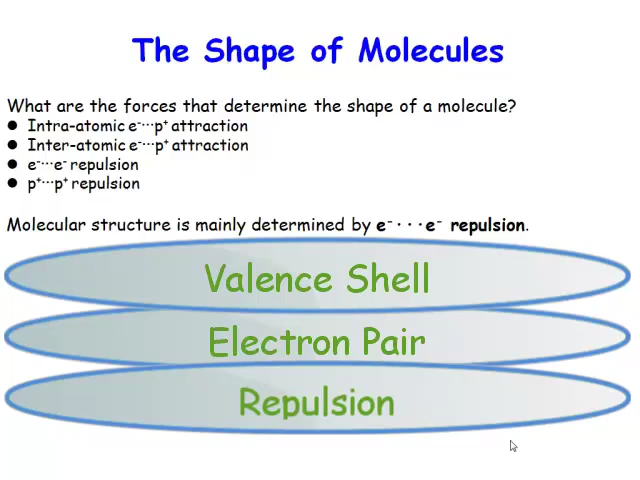 The Shape of Molecules
What are the forces that determine the shape of a molecule?
● Intra-atomic e⁻⋯p⁺ attraction
● Inter-atomic e⁻⋯p⁺ attraction
● e⁻⋯e⁻ repulsion
● p⁺⋯p⁺ repulsion
Molecular structure is mainly determined by e⁻···e⁻ repulsion.
Valence Shell
Electron Pair
Repulsion